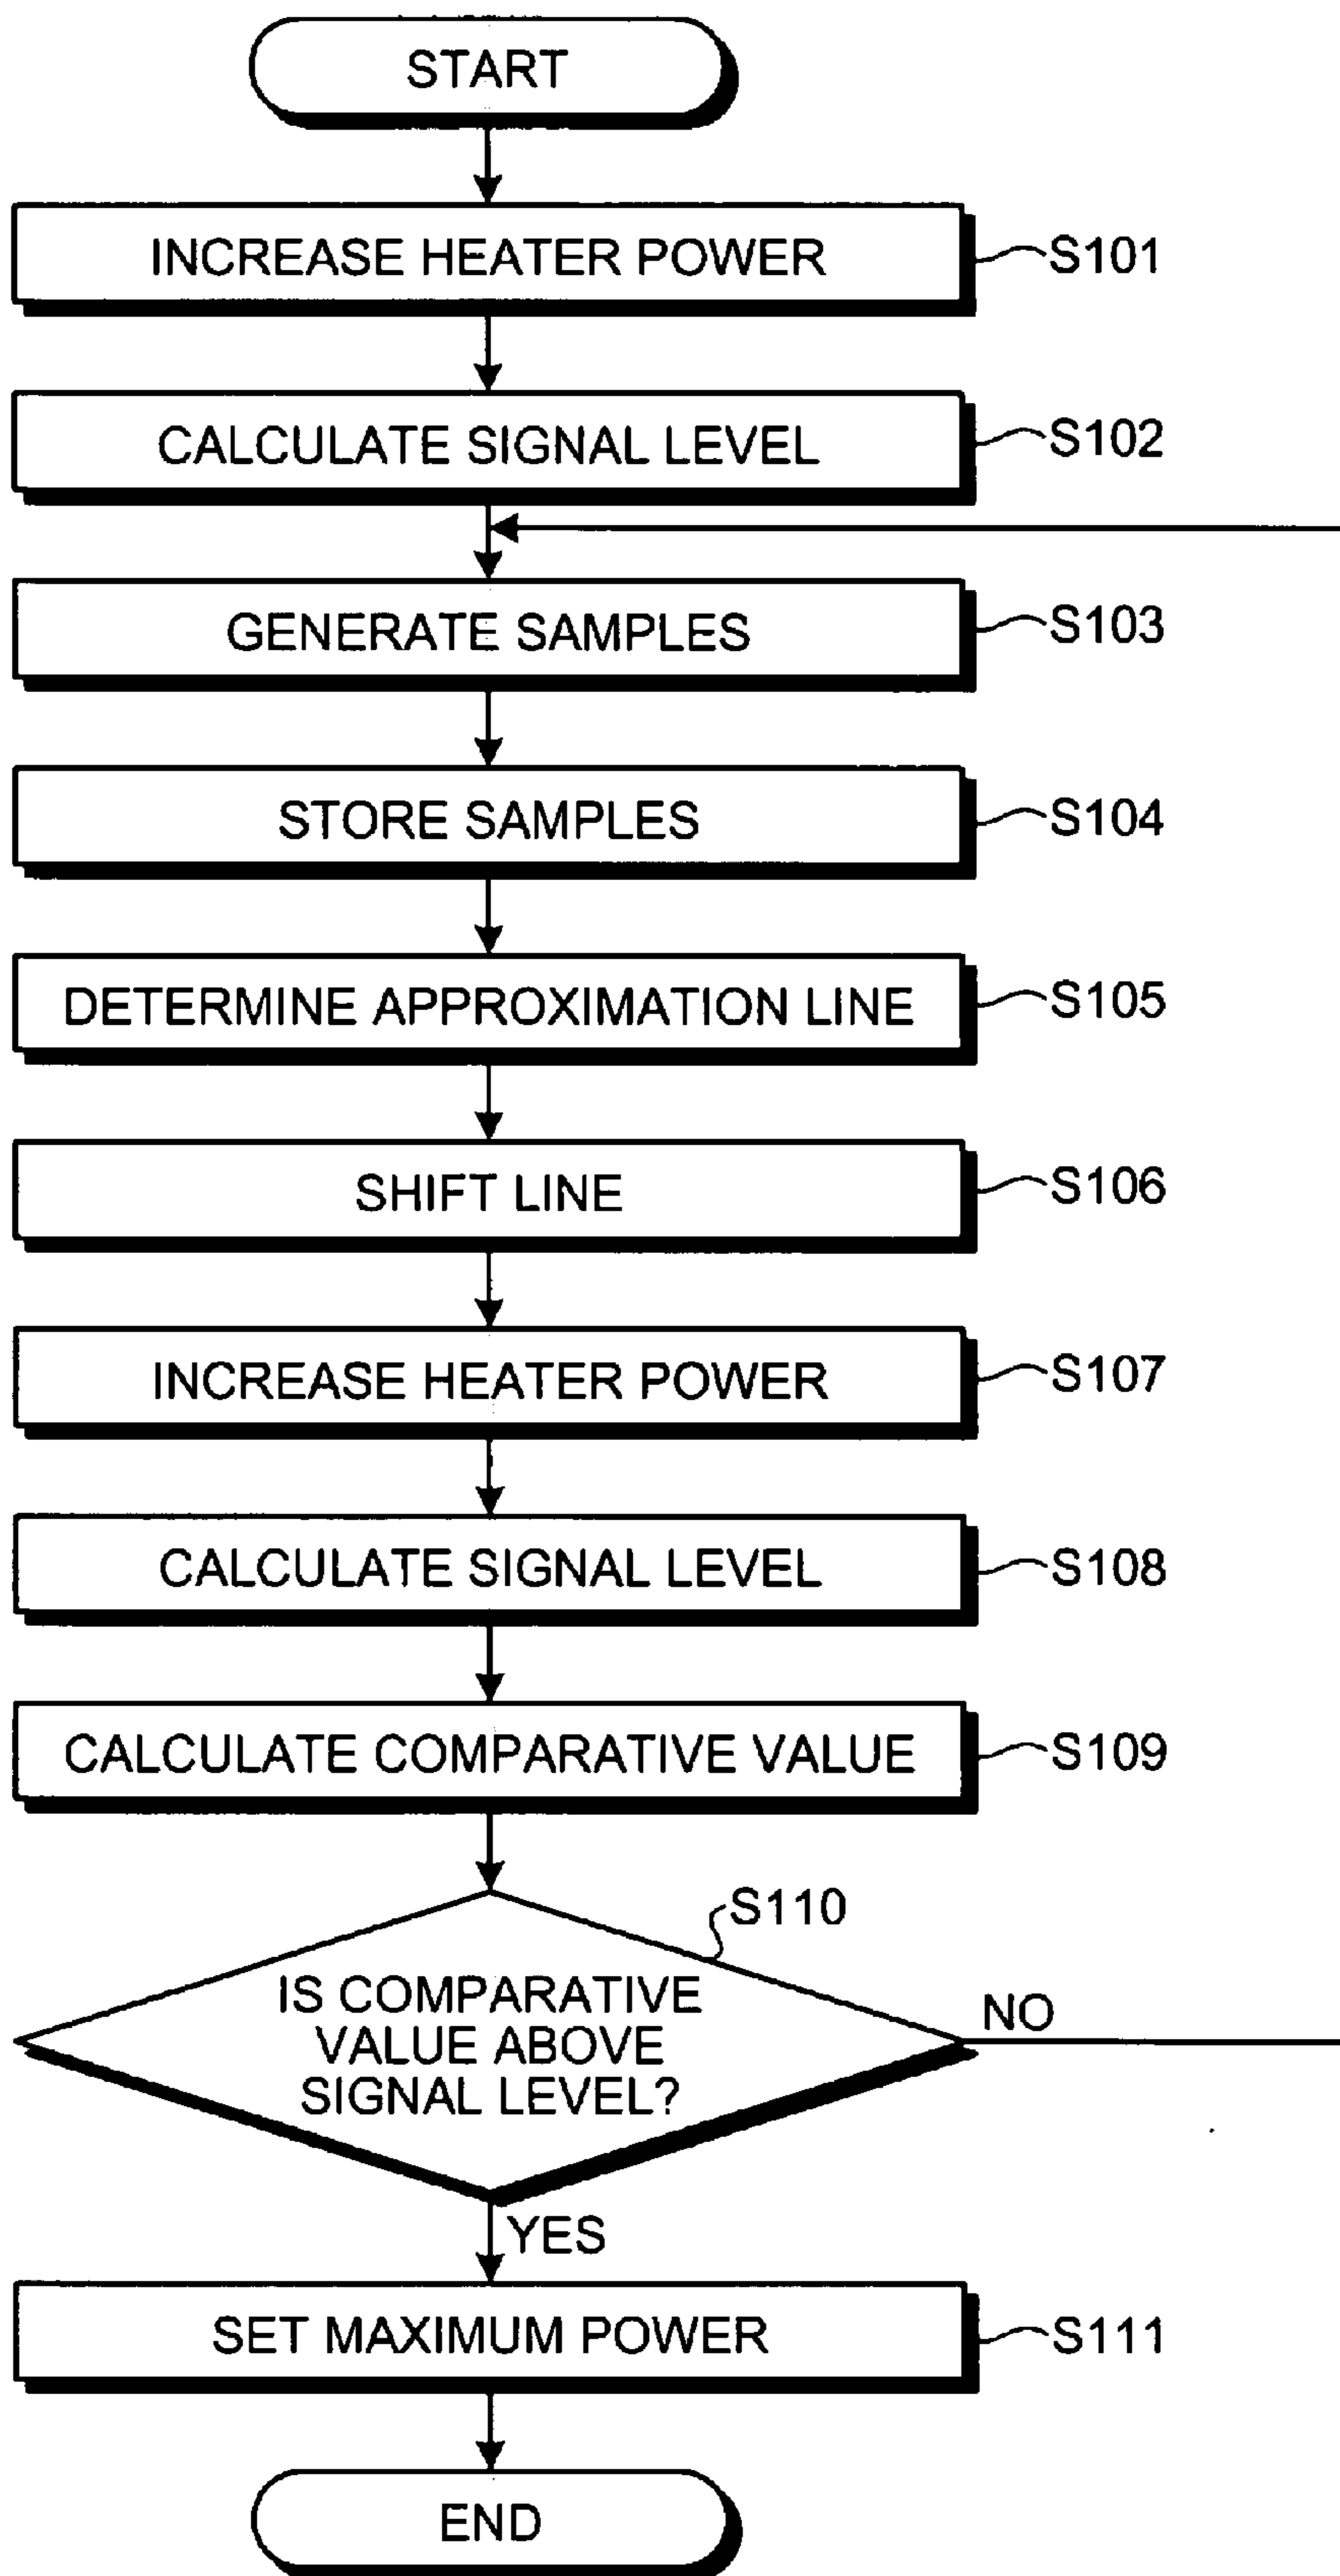 START
INCREASE HEATER POWER
S101
CALCULATE SIGNAL LEVEL
S102
GENERATE SAMPLES
S103
STORE SAMPLES
S104
DETERMINE APPROXIMATION LINE
S105
SHIFT LINE
S106
INCREASE HEATER POWER
S107
CALCULATE SIGNAL LEVEL
S108
CALCULATE COMPARATIVE VALUE
S109
S110
IS COMPARATIVE
VALUE ABOVE
SIGNAL LEVEL?
NO
YES
SET MAXIMUM POWER
S111
END